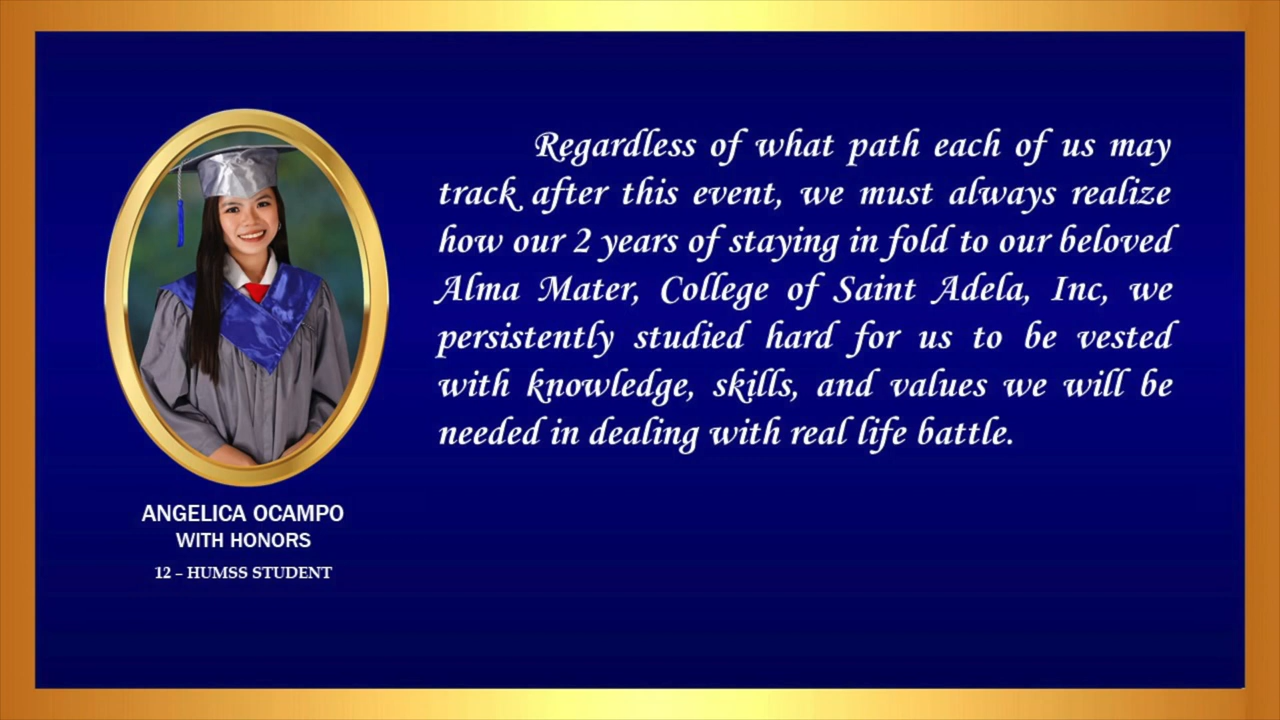 Regardless of what path each of us may
track after this event, we must always realize
how our 2 years of staying in fold to our beloved
Alma Mater, College of Saint Adela, Inc, we
persistently studied hard for us to be vested
with knowledge, skills, and values we will be
needed in dealing with real life battle.
ANGELICA OCAMPO
WITH HONORS
12 – HUMSS STUDENT